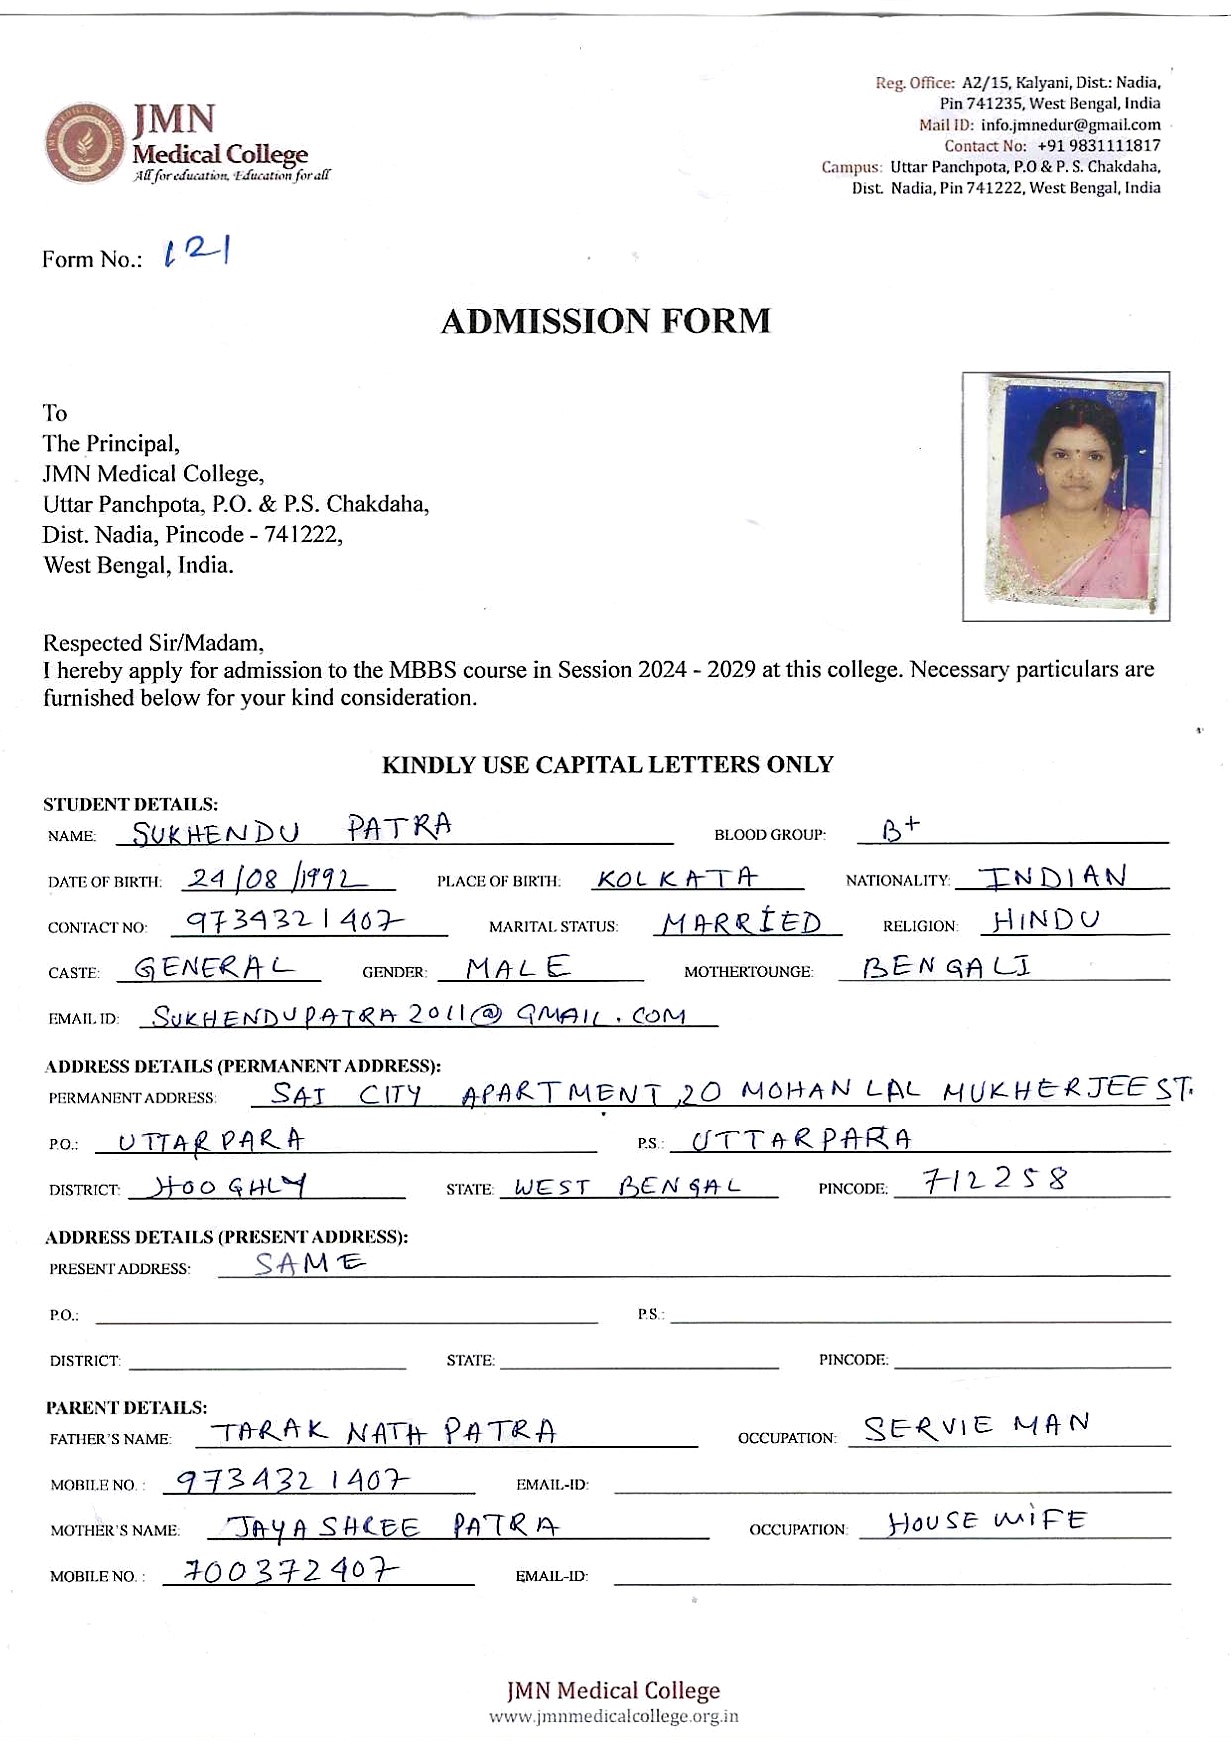 JMN
Medical College
All for education, Education for all
Reg. Office: A2/15, Kalyani, Dist.: Nadia,
Pin 741235, West Bengal, India
Mail ID: info.jmnedur@gmail.com
Contact No: +91 9831111817
Campus: Uttar Panchpota, P.O & P. S. Chakdaha,
Dist. Nadia, Pin 741222, West Bengal, India
Form No.: 121
ADMISSION FORM
To
The Principal,
JMN Medical College,
Uttar Panchpota, P.O. & P.S. Chakdaha,
Dist. Nadia, Pincode - 741222,
West Bengal, India.
Respected Sir/Madam,
I hereby apply for admission to the MBBS course in Session 2024 - 2029 at this college. Necessary particulars are
furnished below for your kind consideration.
KINDLY USE CAPITAL LETTERS ONLY
STUDENT DETAILS:
NAME: SUKHENDU PATRA BLOOD GROUP: B+
DATE OF BIRTH: 24/08/1992 PLACE OF BIRTH: KOLKATA NATIONALITY: INDIAN
CONTACT NO: 9734321407 MARITAL STATUS: MARRIED RELIGION: HINDU
CASTE: GENERAL GENDER: MALE MOTHERTOUNGE: BENGALI
EMAIL ID: SUKHENDUPATRA2011@GMAIL.COM
ADDRESS DETAILS (PERMANENT ADDRESS):
PERMANENT ADDRESS: SAI CITY APARTMENT, 20 MOHAN LAL MUKHERJEE ST.
P.O.: UTTARPARA P.S.: UTTARPARA
DISTRICT: HOOGHLY STATE: WEST BENGAL PINCODE: 712258
ADDRESS DETAILS (PRESENT ADDRESS):
PRESENT ADDRESS: SAME
P.O.: P.S.:
DISTRICT: STATE: PINCODE:
PARENT DETAILS:
FATHER'S NAME: TARAK NATH PATRA OCCUPATION: SERVIE MAN
MOBILE NO. : 9734321407 EMAIL-ID:
MOTHER'S NAME: JAYASHREE PATRA OCCUPATION: HOUSE WIFE
MOBILE NO. : 700372407 EMAIL-ID:
JMN Medical College
www.jmnmedicalcollege.org.in